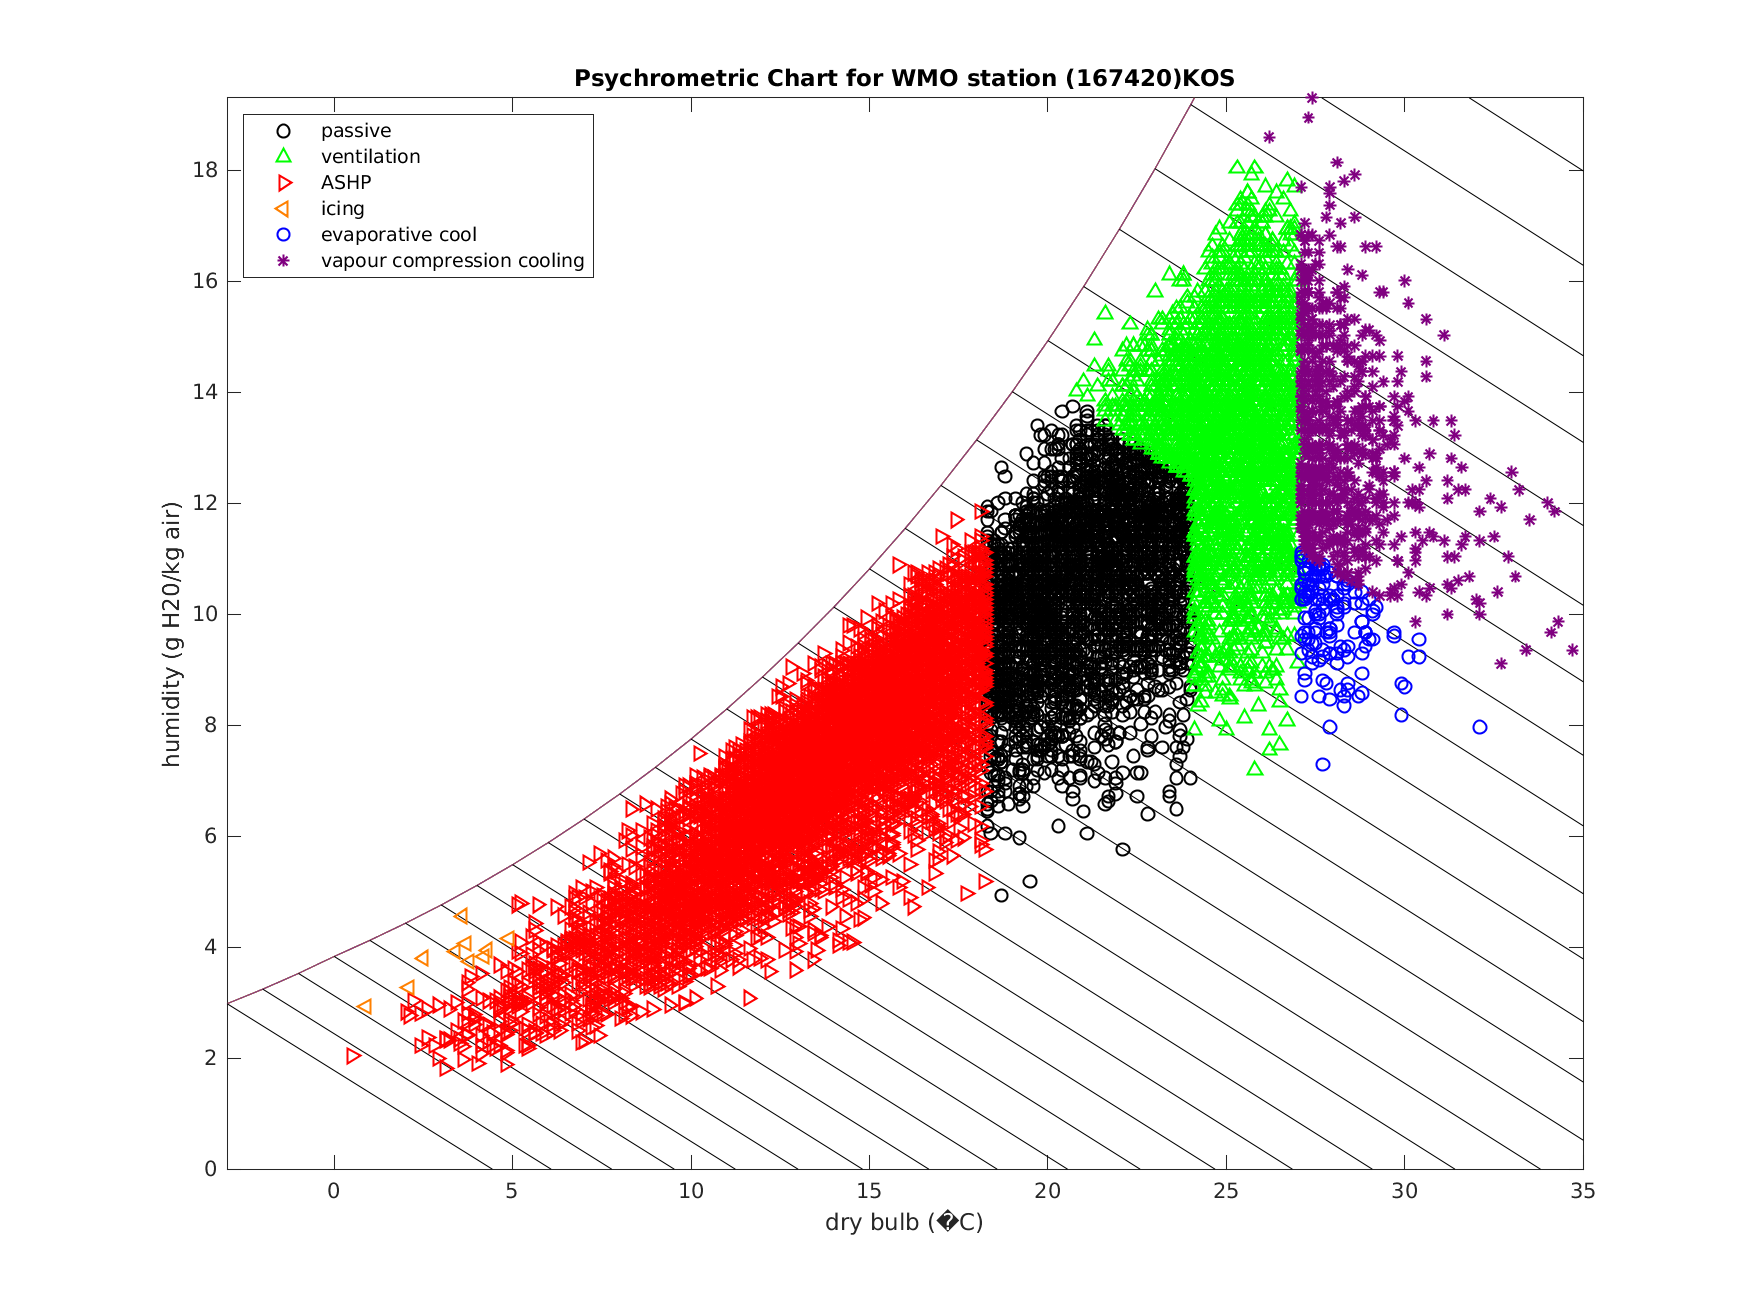 Psychrometric Chart for WMO station (167420)KOS
passive
ventilation
ASHP
icing
evaporative cool
vapour compression cooling
humidity (g H20/kg air)
18
16
14
12
10
8
6
4
2
0
0 5 10 15 20 25 30 35
dry bulb (�C)